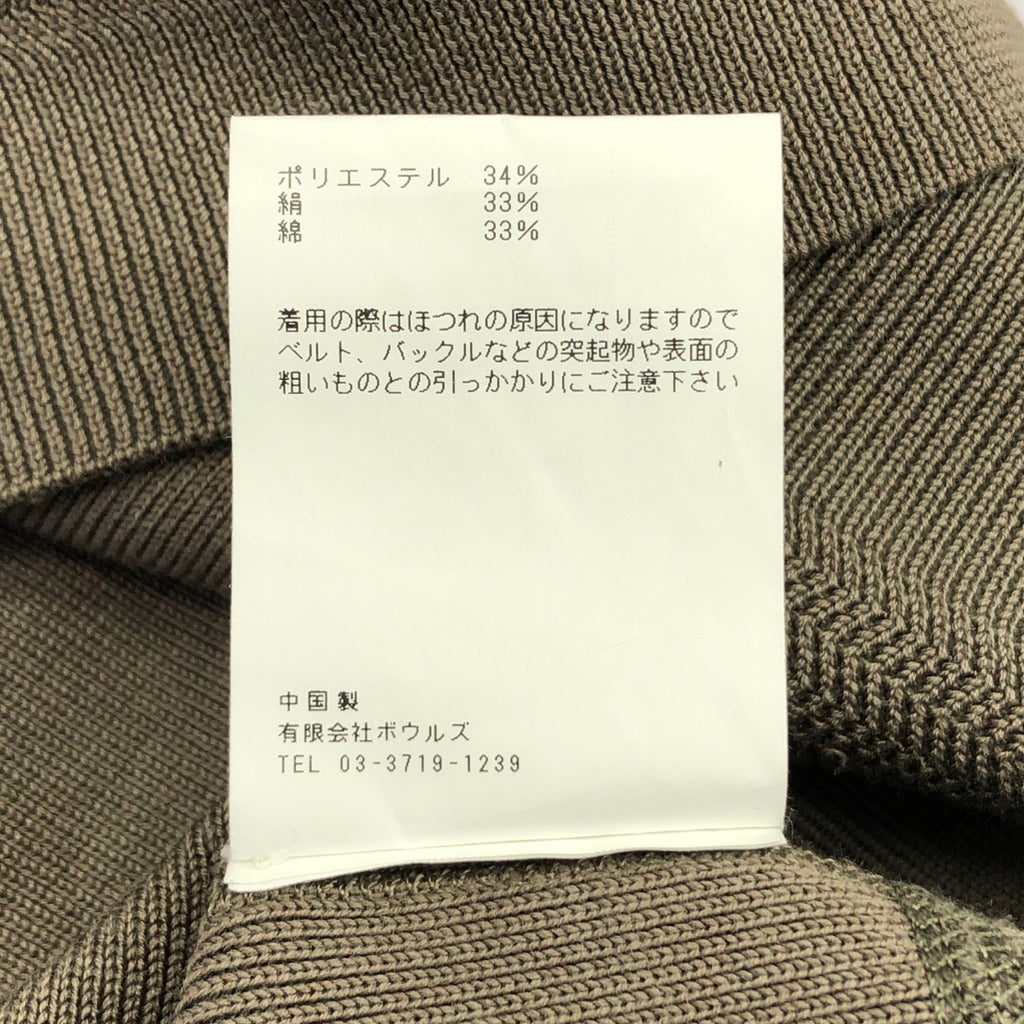 ポリエステル 34%
絹 33%
綿 33%
着用の際はほつれの原因になりますので
ベルト、バックルなどの突起物や表面の
粗いものとの引っかかりにご注意下さい
中国製
有限会社ボウルズ
TEL 03-3719-1239